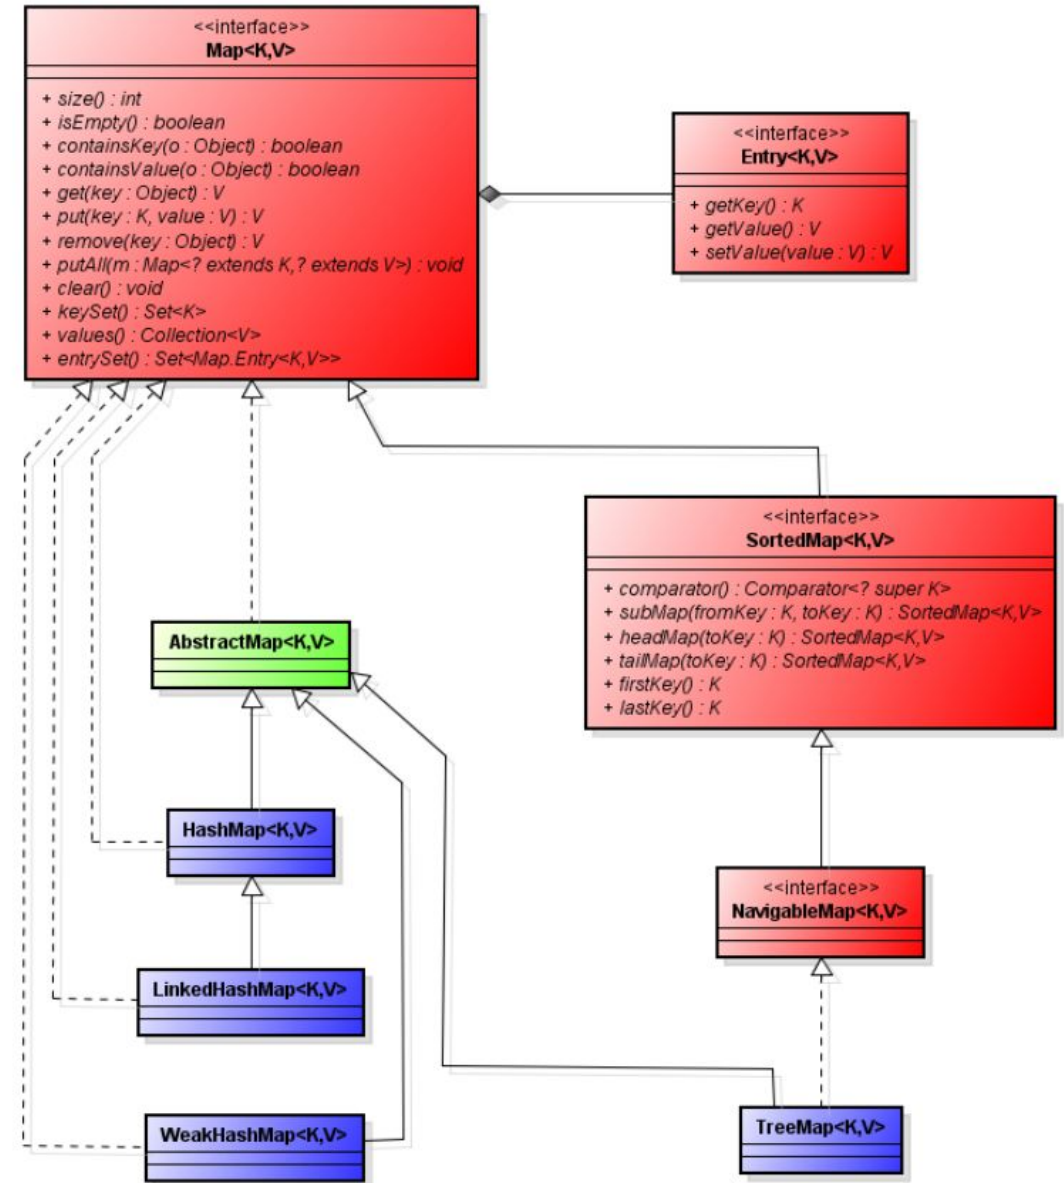 <<interface>>
Map<K,V>
+ size() : int
+ isEmpty() : boolean
+ containsKey(o : Object) : boolean
+ containsValue(o : Object) : boolean
+ get(key : Object) : V
+ put(key : K, value : V) : V
+ remove(key : Object) : V
+ putAll(m : Map<? extends K,? extends V>) : void
+ clear() : void
+ keySet() : Set<K>
+ values() : Collection<V>
+ entrySet() : Set<Map.Entry<K,V>>
<<interface>>
Entry<K,V>
+ getKey() : K
+ getValue() : V
+ setValue(value : V) : V
<<interface>>
SortedMap<K,V>
+ comparator() : Comparator<? super K>
+ subMap(fromKey : K, toKey : K) : SortedMap<K,V>
+ headMap(toKey : K) : SortedMap<K,V>
+ tailMap(toKey : K) : SortedMap<K,V>
+ firstKey() : K
+ lastKey() : K
AbstractMap<K,V>
HashMap<K,V>
<<interface>>
NavigableMap<K,V>
LinkedHashMap<K,V>
WeakHashMap<K,V>
TreeMap<K,V>